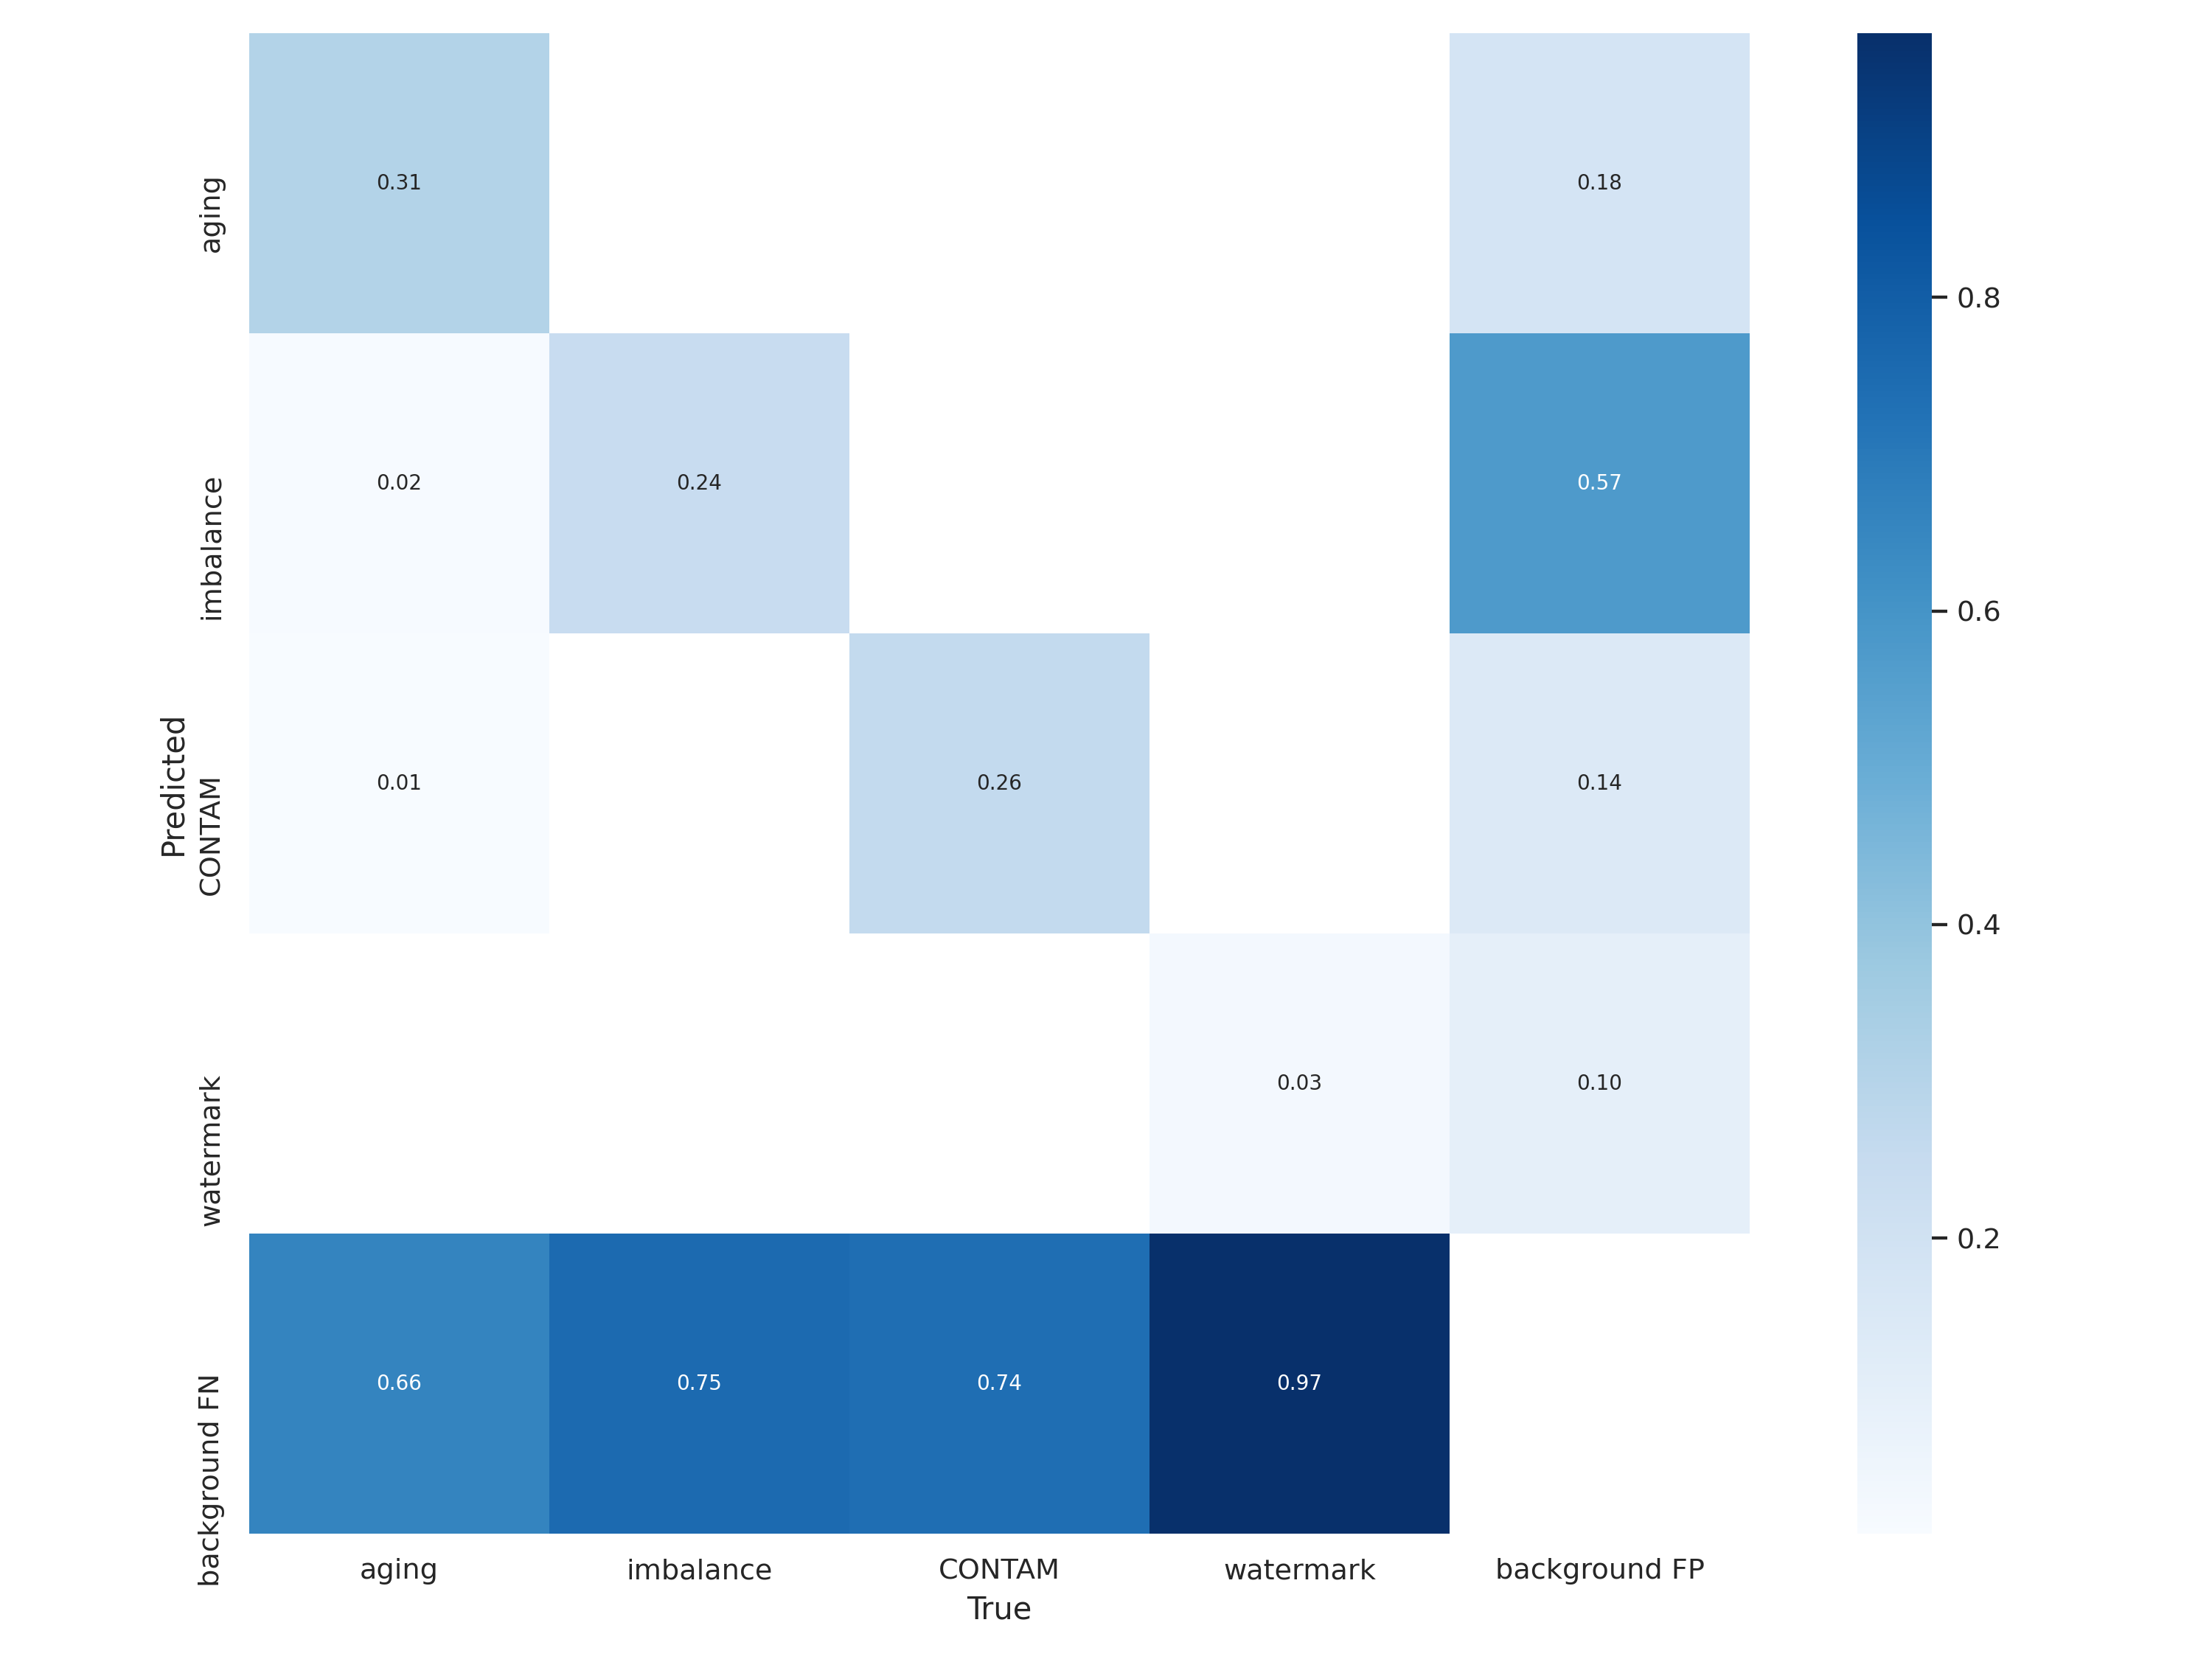 aging
0.31
0.18
0.8
imbalance
0.02
0.24
0.57
0.6
Predicted
CONTAM
0.01
0.26
0.14
0.4
watermark
0.03
0.10
0.2
background FN
0.66
0.75
0.74
0.97
aging
imbalance
CONTAM
watermark
background FP
True